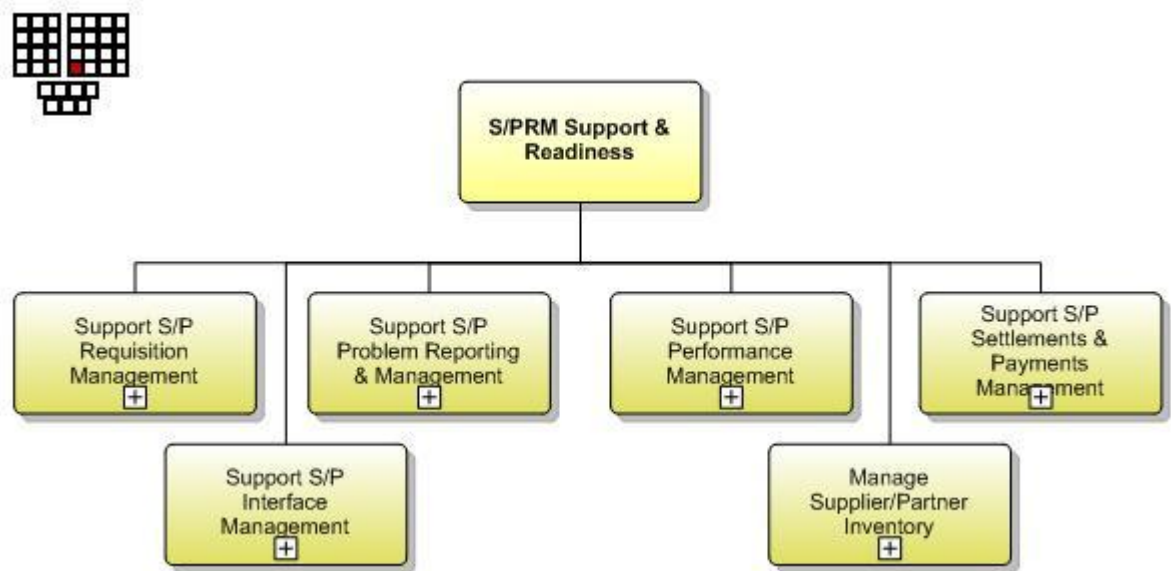 S/PRM Support &
Readiness
Support S/P
Requisition
Management
Support S/P
Problem Reporting
& Management
Support S/P
Performance
Management
Support S/P
Settlements &
Payments
Management
Support S/P
Interface
Management
Manage
Supplier/Partner
Inventory